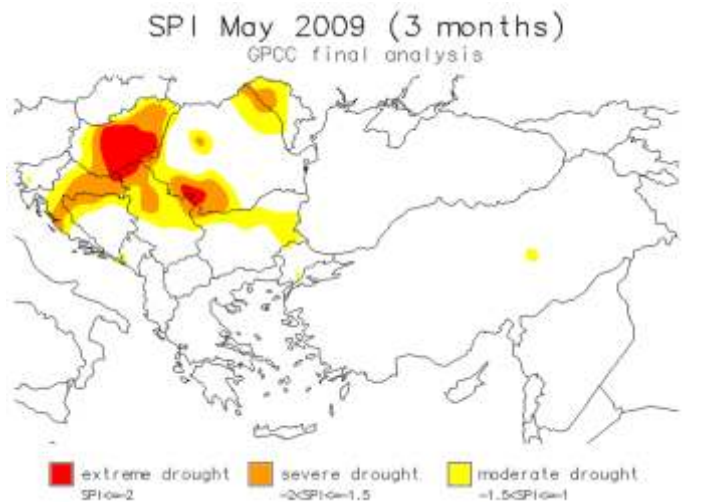 SPI May 2009 (3 months)
GPCC final analysis
extreme drought severe drought moderate drought
SPI<=-2 -2<SPI<=-1.5 -1.5<SPI<=-1